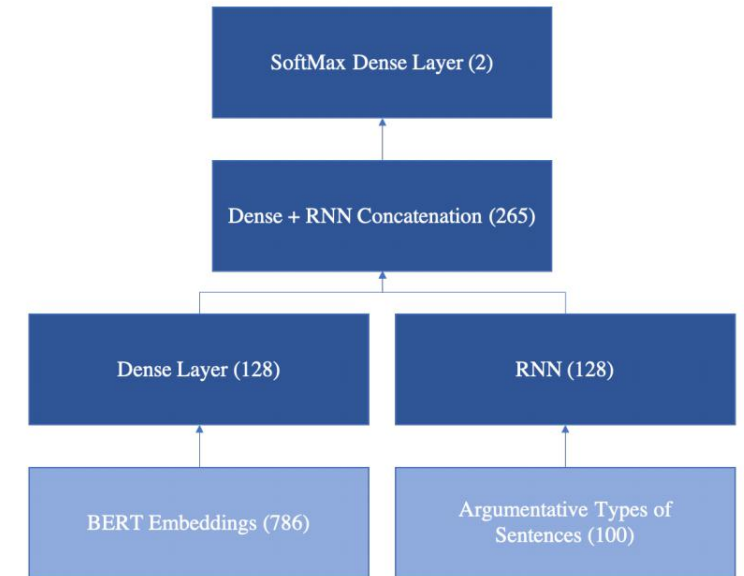 SoftMax Dense Layer (2)
Dense + RNN Concatenation (265)
Dense Layer (128)
RNN (128)
BERT Embeddings (786)
Argumentative Types of
Sentences (100)